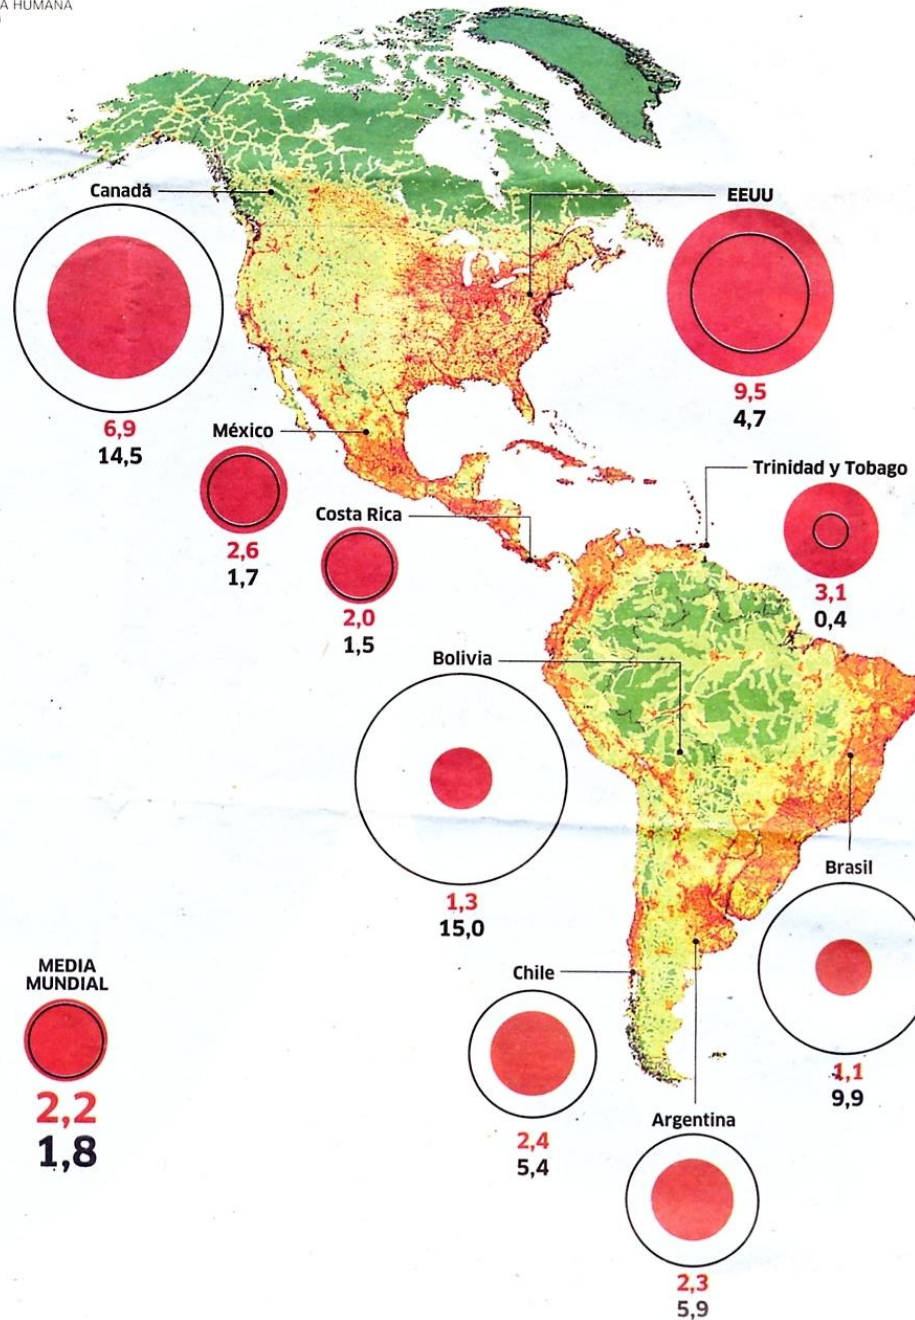 A HUMANA
Canadá
6,9
14,5
EEUU
9,5
4,7
México
2,6
1,7
Costa Rica
2,0
1,5
Trinidad y Tobago
3,1
0,4
Bolivia
1,3
15,0
Brasil
1,1
9,9
MEDIA
MUNDIAL
2,2
1,8
Chile
2,4
5,4
Argentina
2,3
5,9